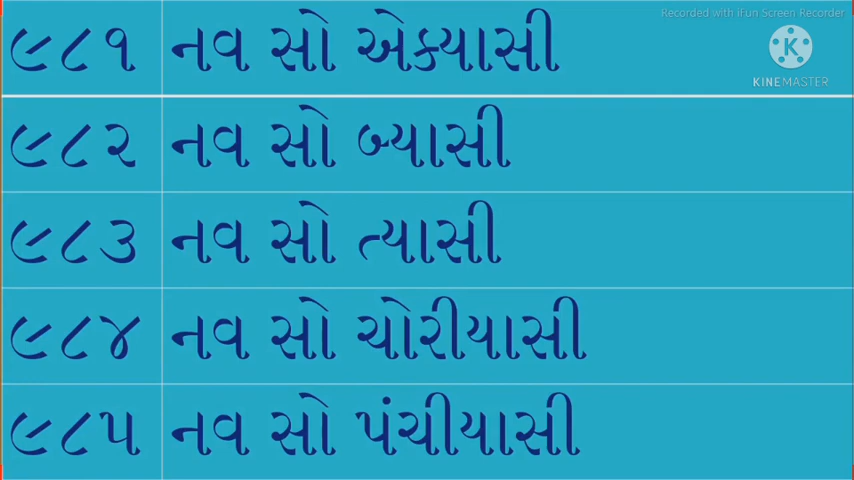 Recorded with iFun Screen Recorder
K
KINEMASTER
૯૮૧ નવ સો એક્યાસી
૯૮૨ નવ સો બ્યાસી
૯૮૩ નવ સો ત્યાસી
૯૮૪ નવ સો ચોરીયાસી
૯૮૫ નવ સો પંચીયાસી